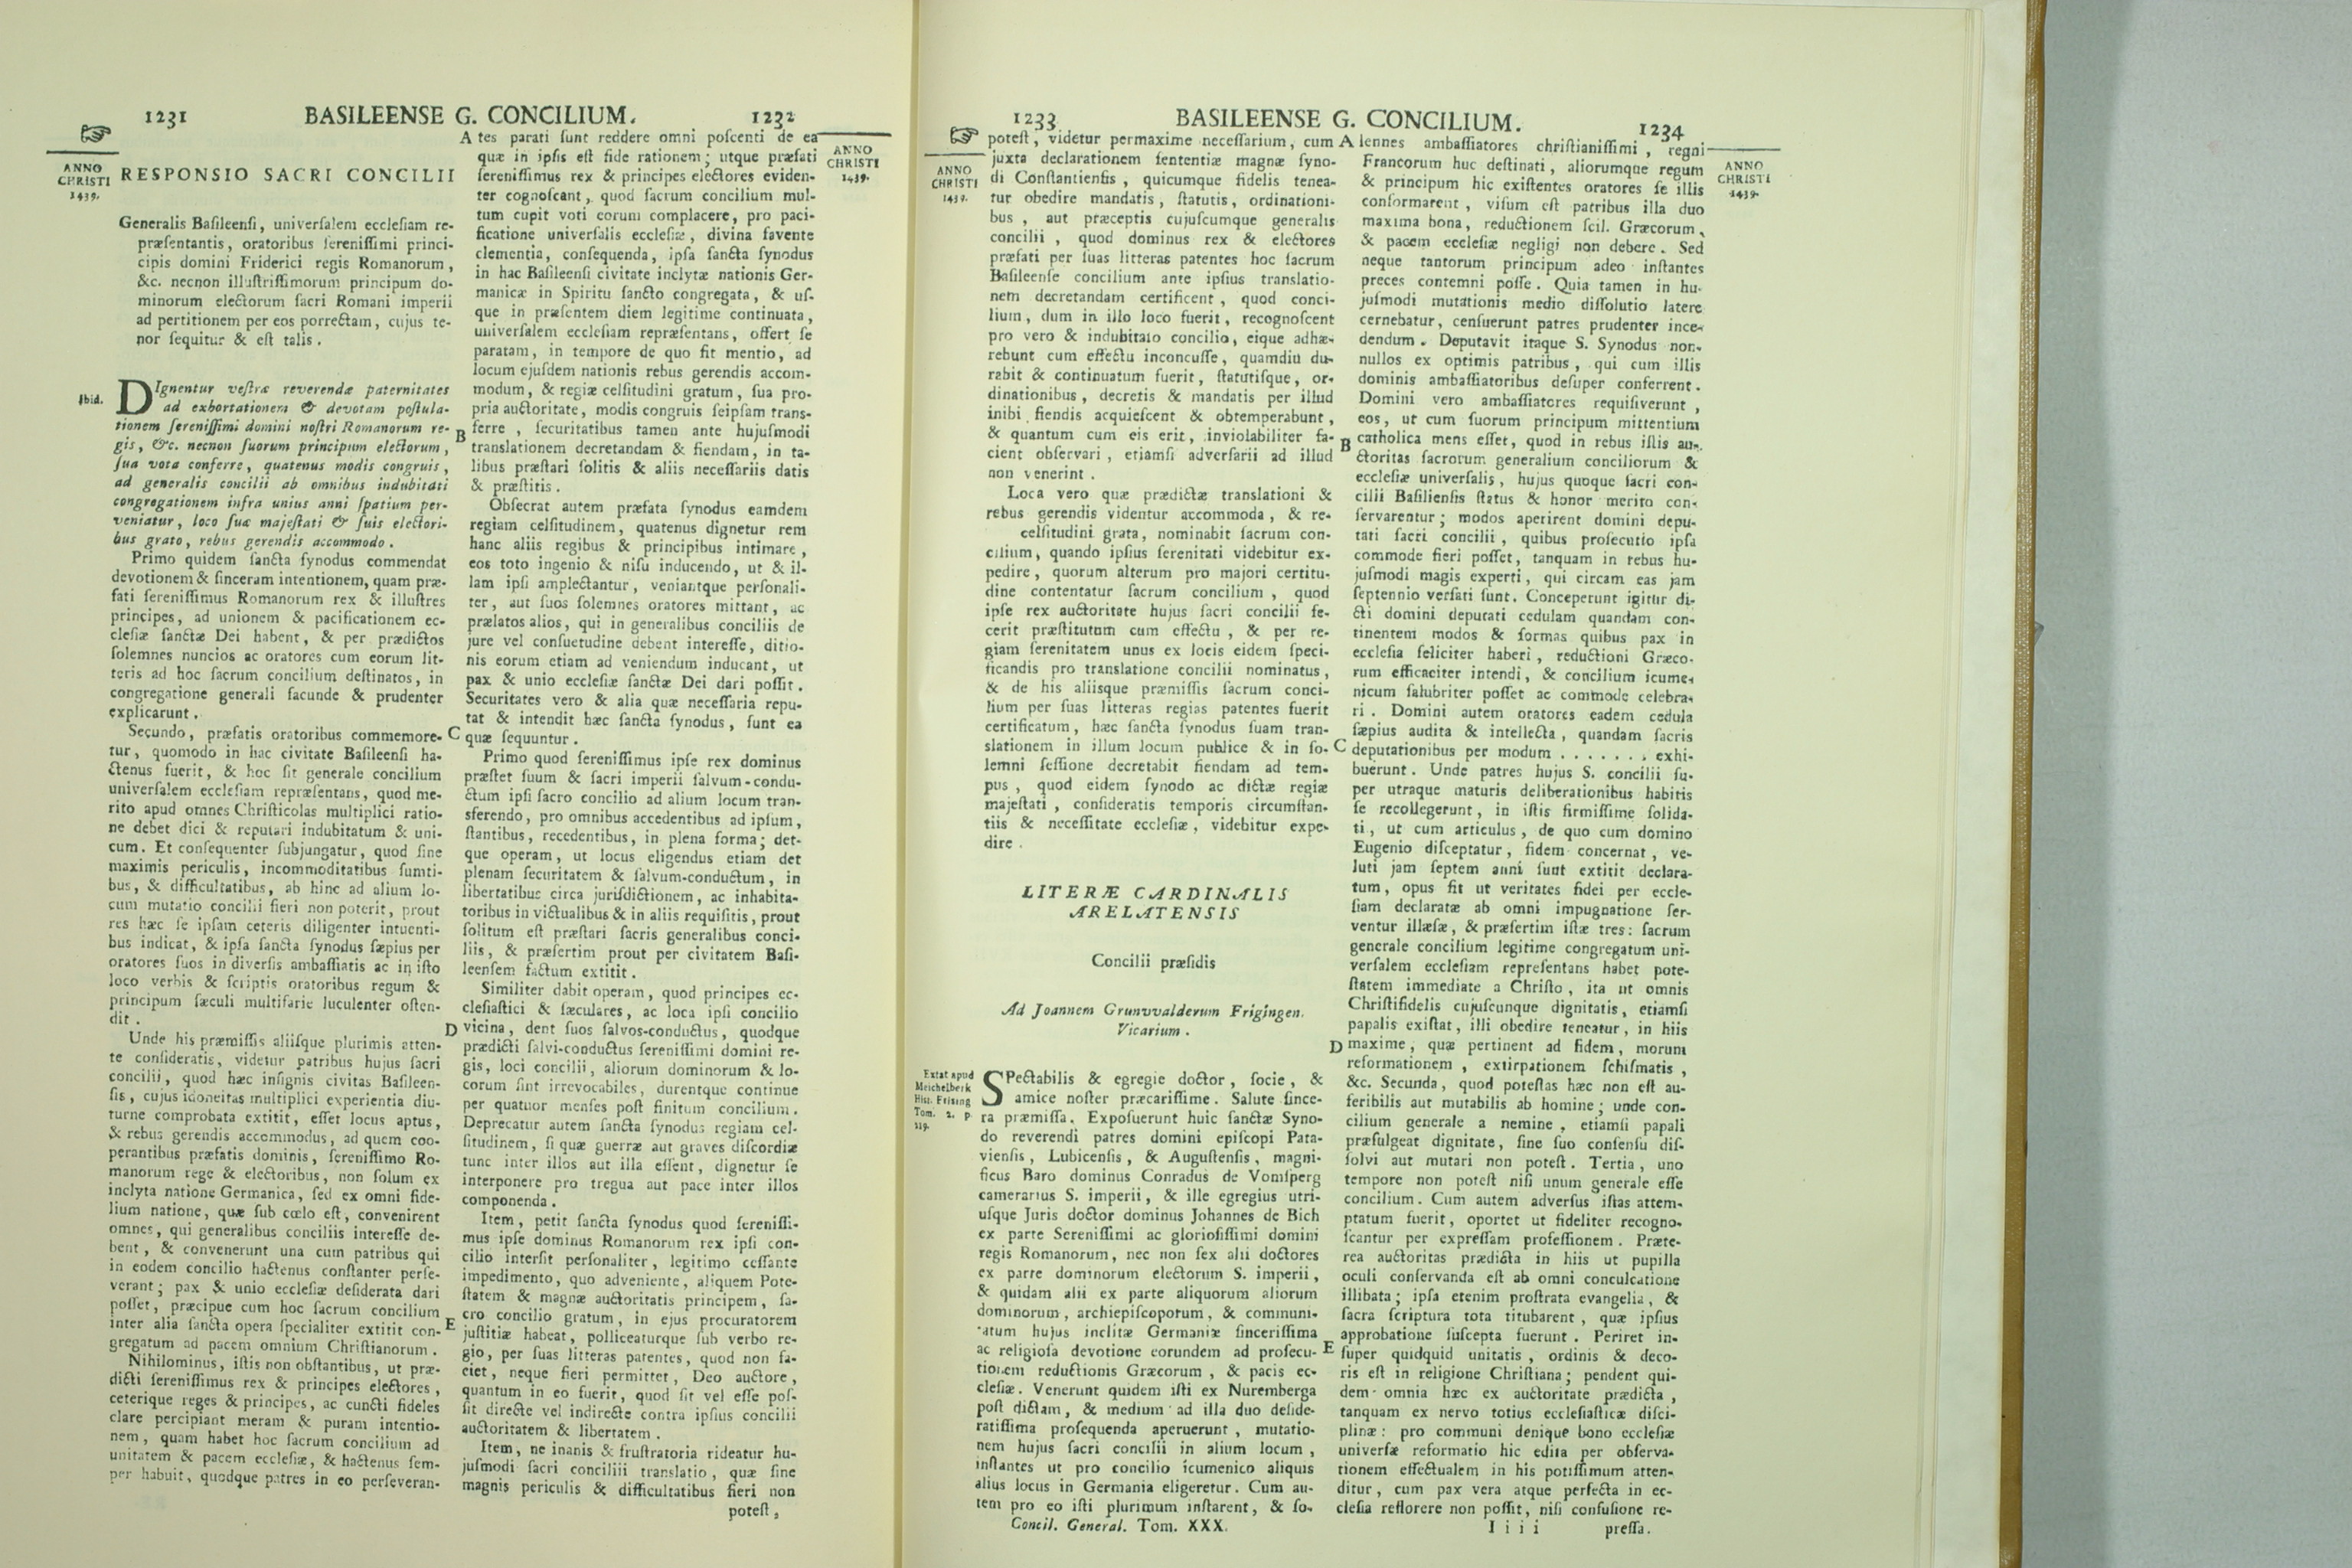 1231
BASILEENSE G. CONCILIUM.
1232
ANNO
CHRISTI
1439.
RESPONSIO SACRI CONCILII
Generalis Basileensi, universalem ecclesiam re-
præsentantis, oratoribus serenissimi princi-
cipis domini Friderici regis Romanorum,
&c. necnon illustrissimorum principum do-
minorum electorum sacri Romani imperii
ad pertitionem per eos porrectam, cujus te-
nor sequitur & est talis.
Ibid.
DIgnentur vestræ reverendæ paternitates
ad exhortationem & devotam postula-
tionem serenissimi domini nostri Romanorum re-
gis, &c. necnon suorum principum electorum,
sua vota conferre, quatenus modis congruis,
ad generalis concilii ab omnibus indubitati
congregationem infra unius anni spatium per-
veniatur, loco suæ majestati & suis electori-
bus grato, rebus gerendis accommodo.
Primo quidem sancta synodus commendat
devotionem & sinceram intentionem, quam præ-
fati serenissimus Romanorum rex & illustres
principes, ad unionem & pacificationem ec-
clesiæ sanctæ Dei habent, & per prædictos
solemnes nuncios ac oratores cum eorum lit-
teris ad hoc sacrum concilium destinatos, in
congregatione generali facunde & prudenter
explicarunt.
Secundo, præfatis oratoribus commemore-
tur, quomodo in hac civitate Basileensi ha-
ctenus fuerit, & hoc sit generale concilium
universalem ecclesiam repræsentans, quod me-
rito apud omnes Christicolas multiplici ratio-
ne debet dici & reputari indubitatum & uni-
cum. Et consequenter subjungatur, quod sine
maximis periculis, incommoditatibus sumti-
bus, & difficultatibus, ab hinc ad alium lo-
cum mutatio concilii fieri non poterit, prout
res hæc se ipsam ceteris diligenter intuenti-
bus indicat, & ipsa sancta synodus sæpius per
oratores suos in diversis ambassiatis ac in isto
loco verbis & scriptis oratoribus regum &
principum sæculi multifarie luculenter osten-
dit.
Unde his præmissis aliisque plurimis atten-
te consideratis, videtur patribus hujus sacri
concilii, quod hæc insignis civitas Basileen-
sis, cujus idoneitas multiplici experientia diu-
turne comprobata extitit, esset locus aptus,
& rebus gerendis accommodus, ad quem coo-
perantibus præfatis dominis, serenissimo Ro-
manorum rege & electoribus, non solum ex
inclyta natione Germanica, sed ex omni fide-
lium natione, quæ sub cœlo est, convenirent
omnes, qui generalibus conciliis interesse de-
bent, & convenerunt una cum patribus qui
in eodem concilio hactenus constanter perse-
verant; pax & unio ecclesiæ desiderata dari
posset, præcipue cum hoc sacrum concilium
inter alia sancta opera specialiter extitit con-
gregatum ad pacem omnium Christianorum.
Nihilominus, istis non obstantibus, ut præ-
dicti serenissimus rex & principes electores,
ceterique reges & principes, ac cuncti fideles
clare percipiant meram & puram intentio-
nem, quam habet hoc sacrum concilium ad
unitatem & pacem ecclesiæ, & hactenus sem-
per habuit, quodque patres in eo perseveran-
A tes parati sunt reddere omni poscenti de ea
quæ in ipsis est fide rationem; utque præfati
serenissimus rex & principes electores eviden-
ter cognoscant, quod sacrum concilium mul-
tum cupit voti eorum complacere, pro paci-
ficatione universalis ecclesiæ, divina favente
clementia, consequenda, ipsa sancta synodus
in hac Basileensi civitate inclytæ nationis Ger-
manicæ in Spiritu sancto congregata, & us-
que in præsentem diem legitime continuata,
universalem ecclesiam repræsentans, offert se
paratam, in tempore de quo fit mentio, ad
locum ejusdem nationis rebus gerendis accom-
modum, & regiæ celsitudini gratum, sua pro-
pria auctoritate, modis congruis seipsam trans-
B ferre, securitatibus tamen ante hujusmodi
translationem decretandam & fiendam, in ta-
libus præstari solitis & aliis necessariis datis
& præstitis.
Obsecrat autem præfata synodus eamdem
regiam celsitudinem, quatenus dignetur rem
hanc aliis regibus & principibus intimare,
eos toto ingenio & nisu inducendo, ut & il-
lam ipsi amplectantur, veniantque personali-
ter, aut suos solemnes oratores mittant, ac
prælatos alios, qui in generalibus conciliis de
jure vel consuetudine debent interesse, ditio-
nis eorum etiam ad veniendum inducant, ut
pax & unio ecclesiæ sanctæ Dei dari possit.
Securitates vero & alia quæ necessaria repu-
tat & intendit hæc sancta synodus, sunt ea
C quæ sequuntur.
Primo quod serenissimus ipse rex dominus
præstet suum & sacri imperii salvum-condu-
ctum ipsi sacro concilio ad alium locum tran-
sferendo, pro omnibus accedentibus ad ipsum,
stantibus, recedentibus, in plena forma; det-
que operam, ut locus eligendus etiam det
plenam securitatem & salvum-conductum, in
libertatibus circa jurisdictionem, ac inhabita-
toribus in victualibus & in aliis requisitis, prout
solitum est præstari sacris generalibus conci-
liis, & præsertim prout per civitatem Basi-
leensem factum extitit.
Similiter dabit operam, quod principes ec-
clesiastici & sæculares, ac loca ipsi concilio
D vicina, dent suos salvos-conductus, quodque
prædicti salvi-conductus serenissimi domini re-
gis, loci concilii, aliorum dominorum & lo-
corum sint irrevocabiles, durentque continue
per quatuor menses post finitum concilium.
Deprecatur autem sancta synodus regiam cel-
situdinem, si quæ guerræ aut graves discordiæ
tunc inter illos aut illa essent, dignetur se
interponere pro tregua aut pace inter illos
componenda.
Item, petit sancta synodus quod serenissi-
mus ipse dominus Romanorum rex ipsi con-
cilio intersit personaliter, legitimo cessante
impedimento, quo adveniente, aliquem Pote-
statem & magnæ auctoritatis principem, sa-
E cro concilio gratum, in ejus procuratorem
justitiæ habeat, polliceaturque sub verbo re-
gio, per suas litteras patentes, quod non fa-
ciet, neque fieri permittet, Deo auctore,
quantum in eo fuerit, quod sit vel esse pos-
sit directe vel indirecte contra ipsius concilii
auctoritatem & libertatem.
Item, ne inanis & frustratoria rideatur hu-
jusmodi sacri conciliii translatio, quæ sine
magnis periculis & difficultatibus fieri non
potest,
ANNO
CHRISTI
1439.
1233
BASILEENSE G. CONCILIUM.
1234
ANNO
CHRISTI
1439.
potest, videtur permaxime necessarium, cum
juxta declarationem sententiæ magnæ syno-
di Constantiensis, quicumque fidelis tenea-
tur obedire mandatis, statutis, ordinationi-
bus, aut præceptis cujuscumque generalis
concilii, quod dominus rex & electores
præfati per suas litteras patentes hoc sacrum
Basileense concilium ante ipsius translatio-
nem decretandam certificent, quod conci-
lium, dum in illo loco fuerit, recognoscent
pro vero & indubitato concilio, eique adhæ-
rebunt cum effectu inconcusse, quamdiu du-
rabit & continuatum fuerit, statutisque, or-
dinationibus, decretis & mandatis per illud
inibi fiendis acquiescent & obtemperabunt,
& quantum cum eis erit, inviolabiliter fa-
cient observari, etiamsi adversarii ad illud
non venerint.
Loca vero quæ prædictæ translationi &
rebus gerendis videntur accommoda, & re-
celsitudini grata, nominabit sacrum con-
cilium, quando ipsius serenitati videbitur ex-
pedire, quorum alterum pro majori certitu-
dine contentatur sacrum concilium, quod
ipse rex auctoritate hujus sacri concilii fe-
cerit præstitutum cum effectu, & per re-
giam serenitatem unus ex locis eidem speci-
ficandis pro translatione concilii nominatus,
& de his aliisque præmissis sacrum conci-
lium per suas litteras regias patentes fuerit
certificatum, hæc sancta synodus suam tran-
slationem in illum locum publice & in so-
lemni sessione decretabit fiendam ad tem-
pus, quod eidem synodo ac dictæ regiæ
majestati, consideratis temporis circumstan-
tiis & necessitate ecclesiæ, videbitur expe-
dire.
LITERÆ CARDINALIS
ARELATENSIS
Concilii præsidis
Ad Joannem Grunvvalderum Frigingen.
Vicarium.
Extat apud
Meichelberk
Hist. Frising
Tom. 2. p.
119.
SPectabilis & egregie doctor, socie, &
amice noster præcarissime. Salute since-
ra præmissa. Exposuerunt huic sanctæ Syno-
do reverendi patres domini episcopi Pata-
viensis, Lubicensis, & Augustensis, magni-
ficus Baro dominus Conradus de Vomsperg
camerarius S. imperii, & ille egregius utri-
usque Juris doctor dominus Johannes de Bich
ex parte Serenissimi ac gloriosissimi domini
regis Romanorum, nec non sex alii doctores
ex parte dominorum electorum S. imperii,
& quidam alii ex parte aliquorum aliorum
dominorum, archiepiscoporum, & communi-
atum hujus inclitæ Germaniæ sincerissima
ac religiosa devotione eorundem ad prosecu-
tionem reductionis Græcorum, & pacis ec-
clesiæ. Venerunt quidem isti ex Nuremberga
post dictam, & medium ad illa duo deside-
ratissima prosequenda aperuerunt, mutatio-
nem hujus sacri concilii in alium locum,
instantes ut pro concilio icumenico aliquis
alius locus in Germania eligeretur. Cum au-
tem pro eo isti plurimum instarent, & so-
Concil. General. Tom. XXX.
A lennes ambassiatores christianissimi, regni
Francorum huc destinati, aliorumque regum
& principum hic existentes oratores se illis
conformarent, visum est patribus illa duo
maxima bona, reductionem scil. Græcorum,
& pacem ecclesiæ negligi non debere. Sed
neque tantorum principum adeo instantes
preces contemni posse. Quia tamen in hu-
jusmodi mutationis medio dissolutio latere
cernebatur, censuerunt patres prudenter ince-
dendum. Deputavit itaque S. Synodus non-
nullos ex optimis patribus, qui cum illis
dominis ambassiatoribus desuper conferrent.
Domini vero ambassiatores requisiverunt,
eos, ut cum suorum principum mittentium
B catholica mens esset, quod in rebus istis au-
ctoritas sacrorum generalium conciliorum &
ecclesiæ universalis, hujus quoque sacri con-
cilii Basiliensis status & honor merito con-
servarentur; modos aperirent domini depu-
tati sacri concilii, quibus prosecutio ipsa
commode fieri posset, tanquam in rebus hu-
jusmodi magis experti, qui circam eas jam
septennio versati sunt. Conceperunt igitur di-
cti domini deputati cedulam quandam con-
tinentem modos & formas quibus pax in
ecclesia feliciter haberi, reductioni Græco-
rum efficaciter intendi, & concilium icume-
nicum salubriter posset ac commode celebra-
ri. Domini autem oratores eadem cedula
sæpius audita & intellecta, quandam sacris
C deputationibus per modum . . . . . . . exhi-
buerunt. Unde patres hujus S. concilii su-
per utraque maturis deliberationibus habitis
se recollegerunt, in istis firmissime solida-
ti, ut cum articulus, de quo cum domino
Eugenio disceptatur, fidem concernat, ve-
luti jam septem anni sunt extitit declara-
tum, opus sit ut veritates fidei per eccle-
siam declaratæ ab omni impugnatione ser-
ventur illæsæ, & præsertim istæ tres: sacrum
generale concilium legitime congregatum uni-
versalem ecclesiam represensans habet pote-
statem immediate a Christo, ita ut omnis
Christifidelis cujuscunque dignitatis, etiamsi
papalis existat, illi obedire teneatur, in hiis
D maxime, quæ pertinent ad fidem, morum
reformationem, extirpationem schismatis,
&c. Secunda, quod potestas hæc non est au-
feribilis aut mutabilis ab homine; unde con-
cilium generale a nemine, etiamsi papali
præfulgeat dignitate, sine suo consensu dis-
solvi aut mutari non potest. Tertia, uno
tempore non potest nisi unum generale esse
concilium. Cum autem adversus istas attem-
ptatum fuerit, oportet ut fideliter recogno-
scantur per expressam professionem. Præte-
rea auctoritas prædicta in hiis ut pupilla
oculi conservanda est ab omni conculcatione
illibata; ipsa etenim prostrata evangelia, &
sacra scriptura tota titubarent, quæ ipsius
approbatione suscepta fuerunt. Periret in-
E super quidquid unitatis, ordinis & deco-
ris est in religione Christiana; pendent qui-
dem omnia hæc ex auctoritate prædicta,
tanquam ex nervo totius ecclesiasticæ disci-
plinæ: pro communi denique bono ecclesiæ
universæ reformatio hic edita per observa-
tionem effectualem in his potissimum atten-
ditur, cum pax vera atque perfecta in ec-
clesia reflorere non possit, nisi confusione re-
I i i i
pressa.
ANNO
CHRISTI
1439.